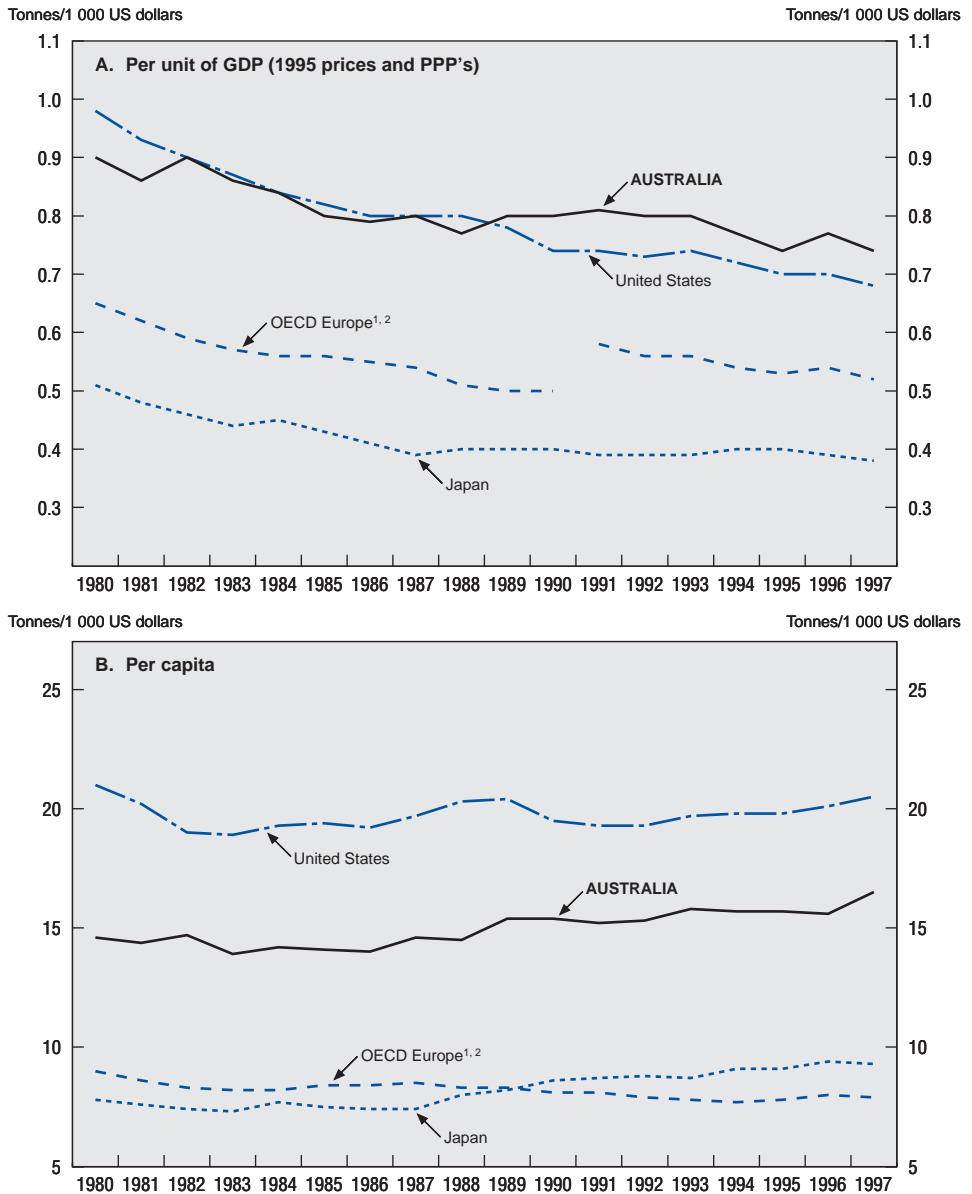 Tonnes/1 000 US dollars Tonnes/1 000 US dollars
1.1 1.1
A. Per unit of GDP (1995 prices and PPP's)
1.0 1.0
0.9 0.9
AUSTRALIA
0.8 0.8
United States
0.7 0.7
OECD Europe1, 2
0.6 0.6
0.5 0.5
Japan
0.4 0.4
0.3 0.3
1980 1981 1982 1983 1984 1985 1986 1987 1988 1989 1990 1991 1992 1993 1994 1995 1996 1997
Tonnes/1 000 US dollars Tonnes/1 000 US dollars
B. Per capita
25 25
20 20
United States
AUSTRALIA
15 15
OECD Europe1, 2
10 10
Japan
5 5
1980 1981 1982 1983 1984 1985 1986 1987 1988 1989 1990 1991 1992 1993 1994 1995 1996 1997